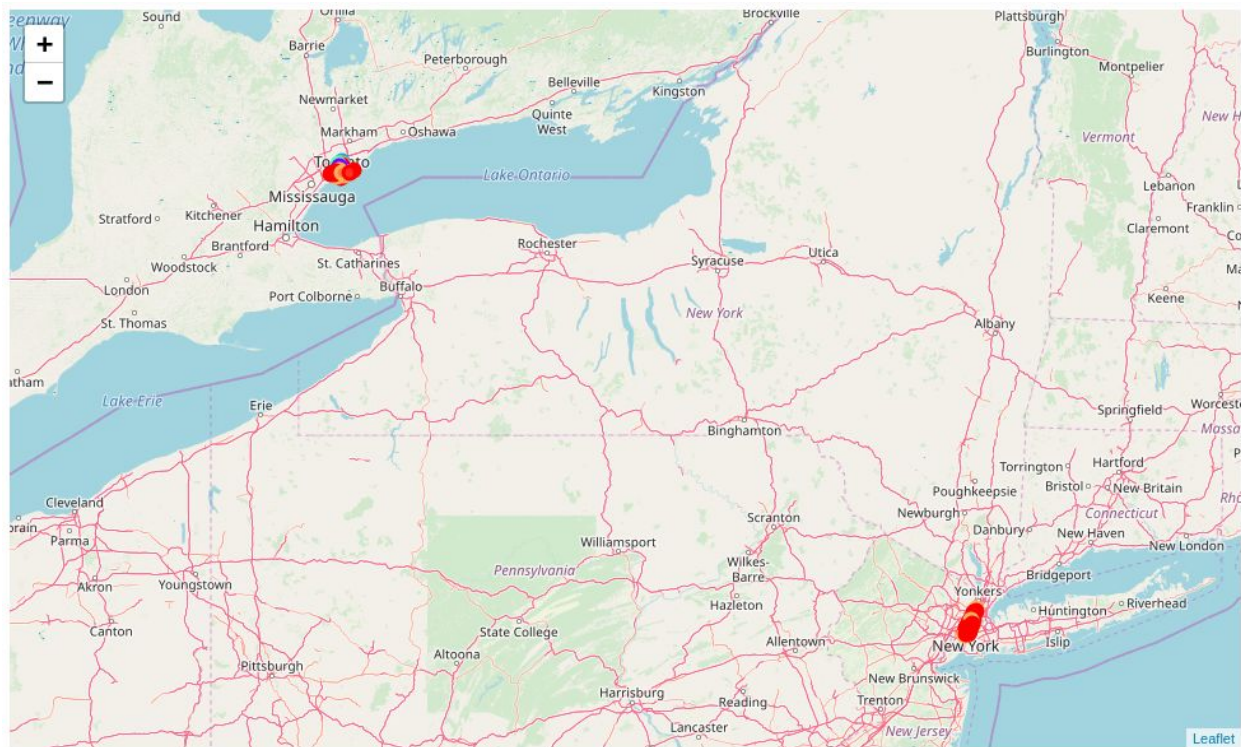 Sound
Orillia
Brockville
Plattsburgh
+
Barrie
Burlington
Peterborough
Montpelier
−
Belleville
Kingston
Newmarket
Quinte
West
Markham
Oshawa
Vermont
Toronto
Lake Ontario
Lebanon
Mississauga
Stratford
Kitchener
Franklin
Hamilton
Claremont
Brantford
Rochester
Utica
Woodstock
St. Catharines
Syracuse
London
Buffalo
Port Colborne
Keene
St. Thomas
New York
Albany
Lake Erie
Erie
Springfield
Binghamton
Torrington
Hartford
Cleveland
Poughkeepsie
Bristol
New Britain
Newburgh
Connecticut
Scranton
Danbury
New Haven
Parma
Williamsport
New London
Wilkes-
Barre
Pennsylvania
Bridgeport
Akron
Youngstown
Yonkers
Hazleton
Huntington
Riverhead
Canton
State College
Allentown
New York
Islip
Altoona
Pittsburgh
New Brunswick
Harrisburg
Reading
Trenton
Lancaster
New Jersey
Leaflet